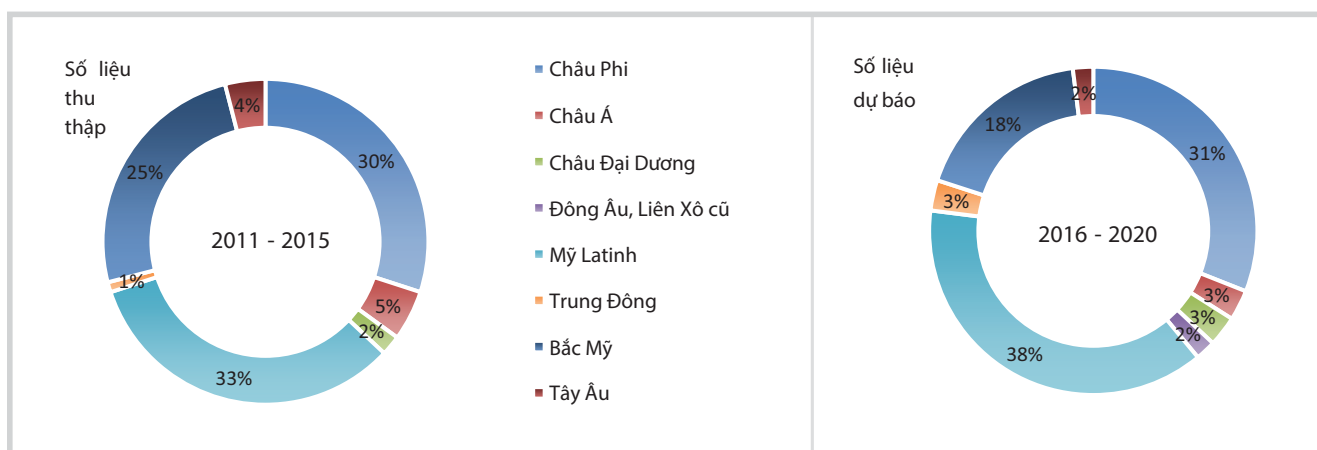 Số liệu
thu
thập
4%
30%
25%
2011 - 2015
1%
5%
2%
33%
Châu Phi
Châu Á
Châu Đại Dương
Đông Âu, Liên Xô cũ
Mỹ Latinh
Trung Đông
Bắc Mỹ
Tây Âu
Số liệu
dự báo
2%
18%
31%
3%
2016 - 2020
3%
3%
2%
38%